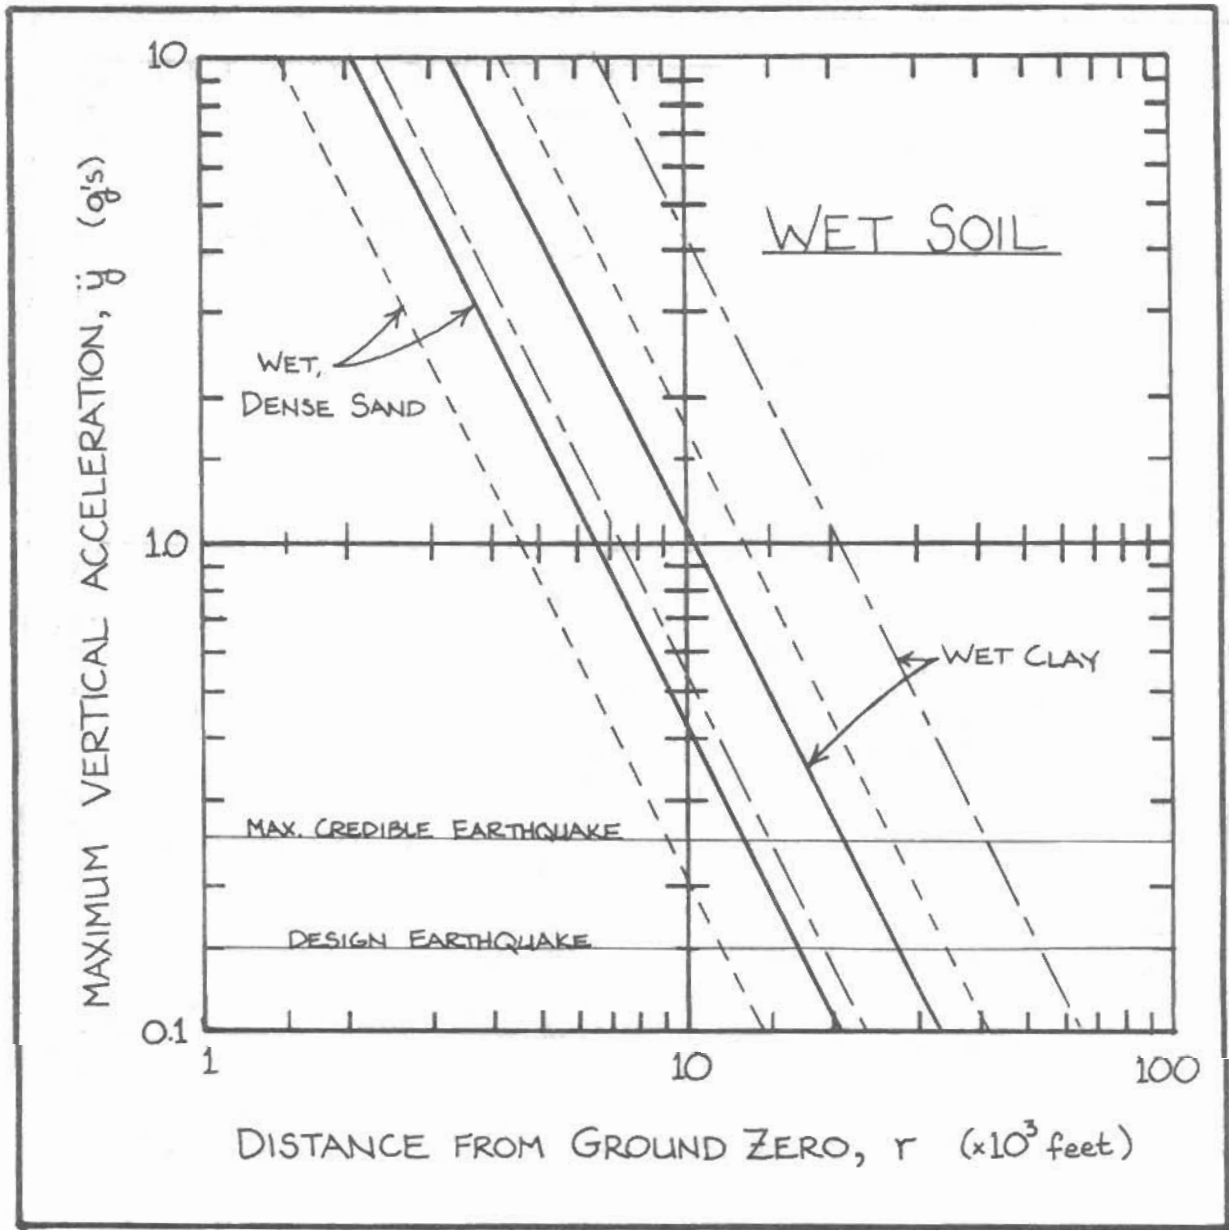 WET SOIL
MAXIMUM VERTICAL ACCELERATION, ÿ (g's)
10
1.0
0.1
WET,
DENSE SAND
WET CLAY
MAX. CREDIBLE EARTHQUAKE
DESIGN EARTHQUAKE
1
10
100
DISTANCE FROM GROUND ZERO, r (x10³ feet)